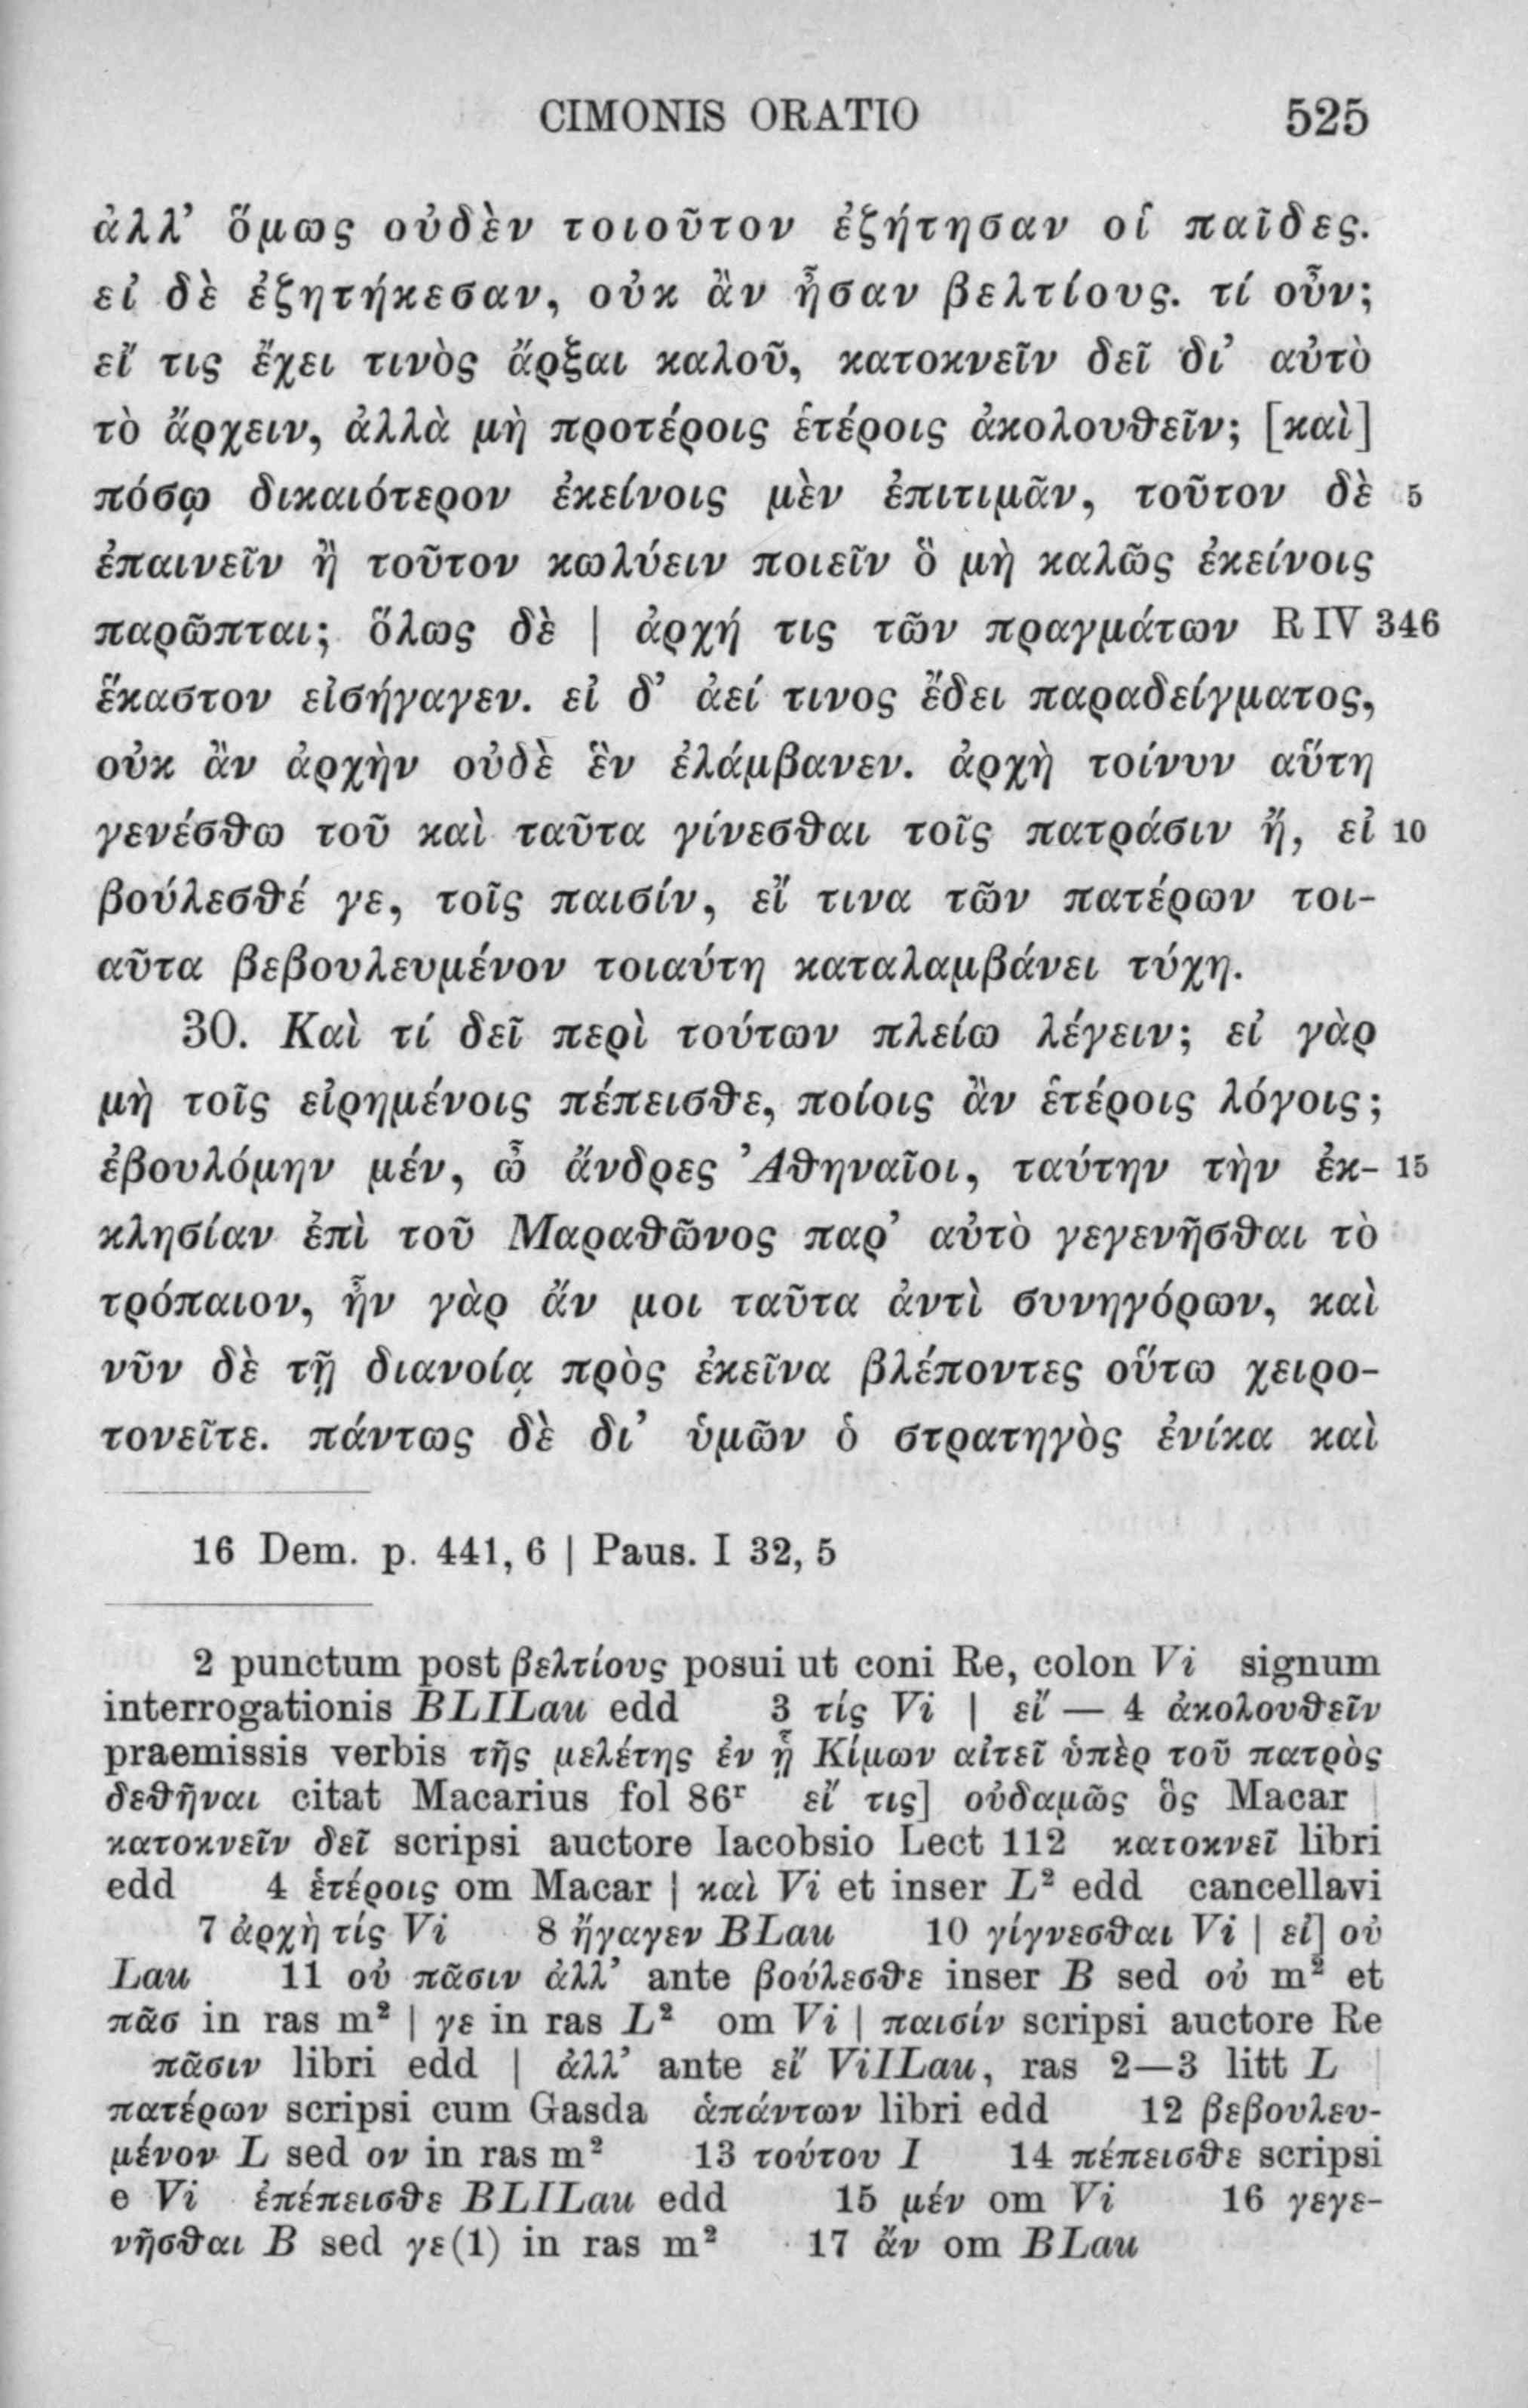 CIMONIS ORATIO 525
ἀλλ’ ὅμως οὐδὲν τοιοῦτον ἐζήτησαν οἱ παῖδες.
εἰ δὲ ἐζητήκεσαν, οὐκ ἂν ἦσαν βελτίους. τί οὖν;
εἴ τις ἔχει τινὸς ἄρξαι καλοῦ, κατοκνεῖν δεῖ δι’ αὐτὸ
τὸ ἄρχειν, ἀλλὰ μὴ προτέροις ἑτέροις ἀκολουθεῖν; [καὶ]
πόσῳ δικαιότερον ἐκείνοις μὲν ἐπιτιμᾶν, τοῦτον δὲ 5
ἐπαινεῖν ἢ τοῦτον κωλύειν ποιεῖν ὃ μὴ καλῶς ἐκείνοις
παρῶπται; ὅλως δὲ | ἀρχή τις τῶν πραγμάτων R IV 346
ἕκαστον εἰσήγαγεν. εἰ δ’ ἀεί τινος ἔδει παραδείγματος,
οὐκ ἂν ἀρχὴν οὐδὲ ἓν ἐλάμβανεν. ἀρχὴ τοίνυν αὕτη
γενέσθω τοῦ καὶ ταῦτα γίνεσθαι τοῖς πατράσιν ἤ, εἰ 10
βούλεσθέ γε, τοῖς παισίν, εἴ τινα τῶν πατέρων τοι-
αῦτα βεβουλευμένον τοιαύτη καταλαμβάνει τύχη.
30. Καὶ τί δεῖ περὶ τούτων πλείω λέγειν; εἰ γὰρ
μὴ τοῖς εἰρημένοις πέπεισθε, ποίοις ἂν ἑτέροις λόγοις;
ἐβουλόμην μέν, ὦ ἄνδρες Ἀθηναῖοι, ταύτην τὴν ἐκ- 15
κλησίαν ἐπὶ τοῦ Μαραθῶνος παρ’ αὐτὸ γεγενῆσθαι τὸ
τρόπαιον, ἦν γὰρ ἄν μοι ταῦτα ἀντὶ συνηγόρων, καὶ
νῦν δὲ τῇ διανοίᾳ πρὸς ἐκεῖνα βλέποντες οὕτω χειρο-
τονεῖτε. πάντως δὲ δι’ ὑμῶν ὁ στρατηγὸς ἐνίκα καὶ
16 Dem. p. 441, 6 | Paus. I 32, 5
2 punctum post βελτίους posui ut coni Re, colon Vi signum
interrogationis BLILau edd 3 τίς Vi | εἴ — 4 ἀκολουθεῖν
praemissis verbis τῆς μελέτης ἐν ᾗ Κίμων αἰτεῖ ὑπὲρ τοῦ πατρὸς
δεθῆναι citat Macarius fol 86ʳ εἴ τις] οὐδαμῶς ὃς Macar |
κατοκνεῖν δεῖ scripsi auctore Iacobsio Lect 112 κατοκνεῖ libri
edd 4 ἑτέροις om Macar | καὶ Vi et inser L² edd cancellavi
7 ἀρχὴ τίς Vi 8 ἤγαγεν BLau 10 γίγνεσθαι Vi | εἰ] οὐ
Lau 11 οὐ πᾶσιν ἀλλ’ ante βούλεσθε inser B sed οὐ m² et
πᾶσ in ras m² | γε in ras L² om Vi | παισίν scripsi auctore Re
πᾶσιν libri edd | ἀλλ’ ante εἴ ViILau, ras 2—3 litt L |
πατέρων scripsi cum Gasda ἁπάντων libri edd 12 βεβουλευ-
μένον L sed ον in ras m² 13 τούτου I 14 πέπεισθε scripsi
e Vi ἐπέπεισθε BLILau edd 15 μέν om Vi 16 γεγε-
νῆσθαι B sed γε(1) in ras m² 17 ἄν om BLau